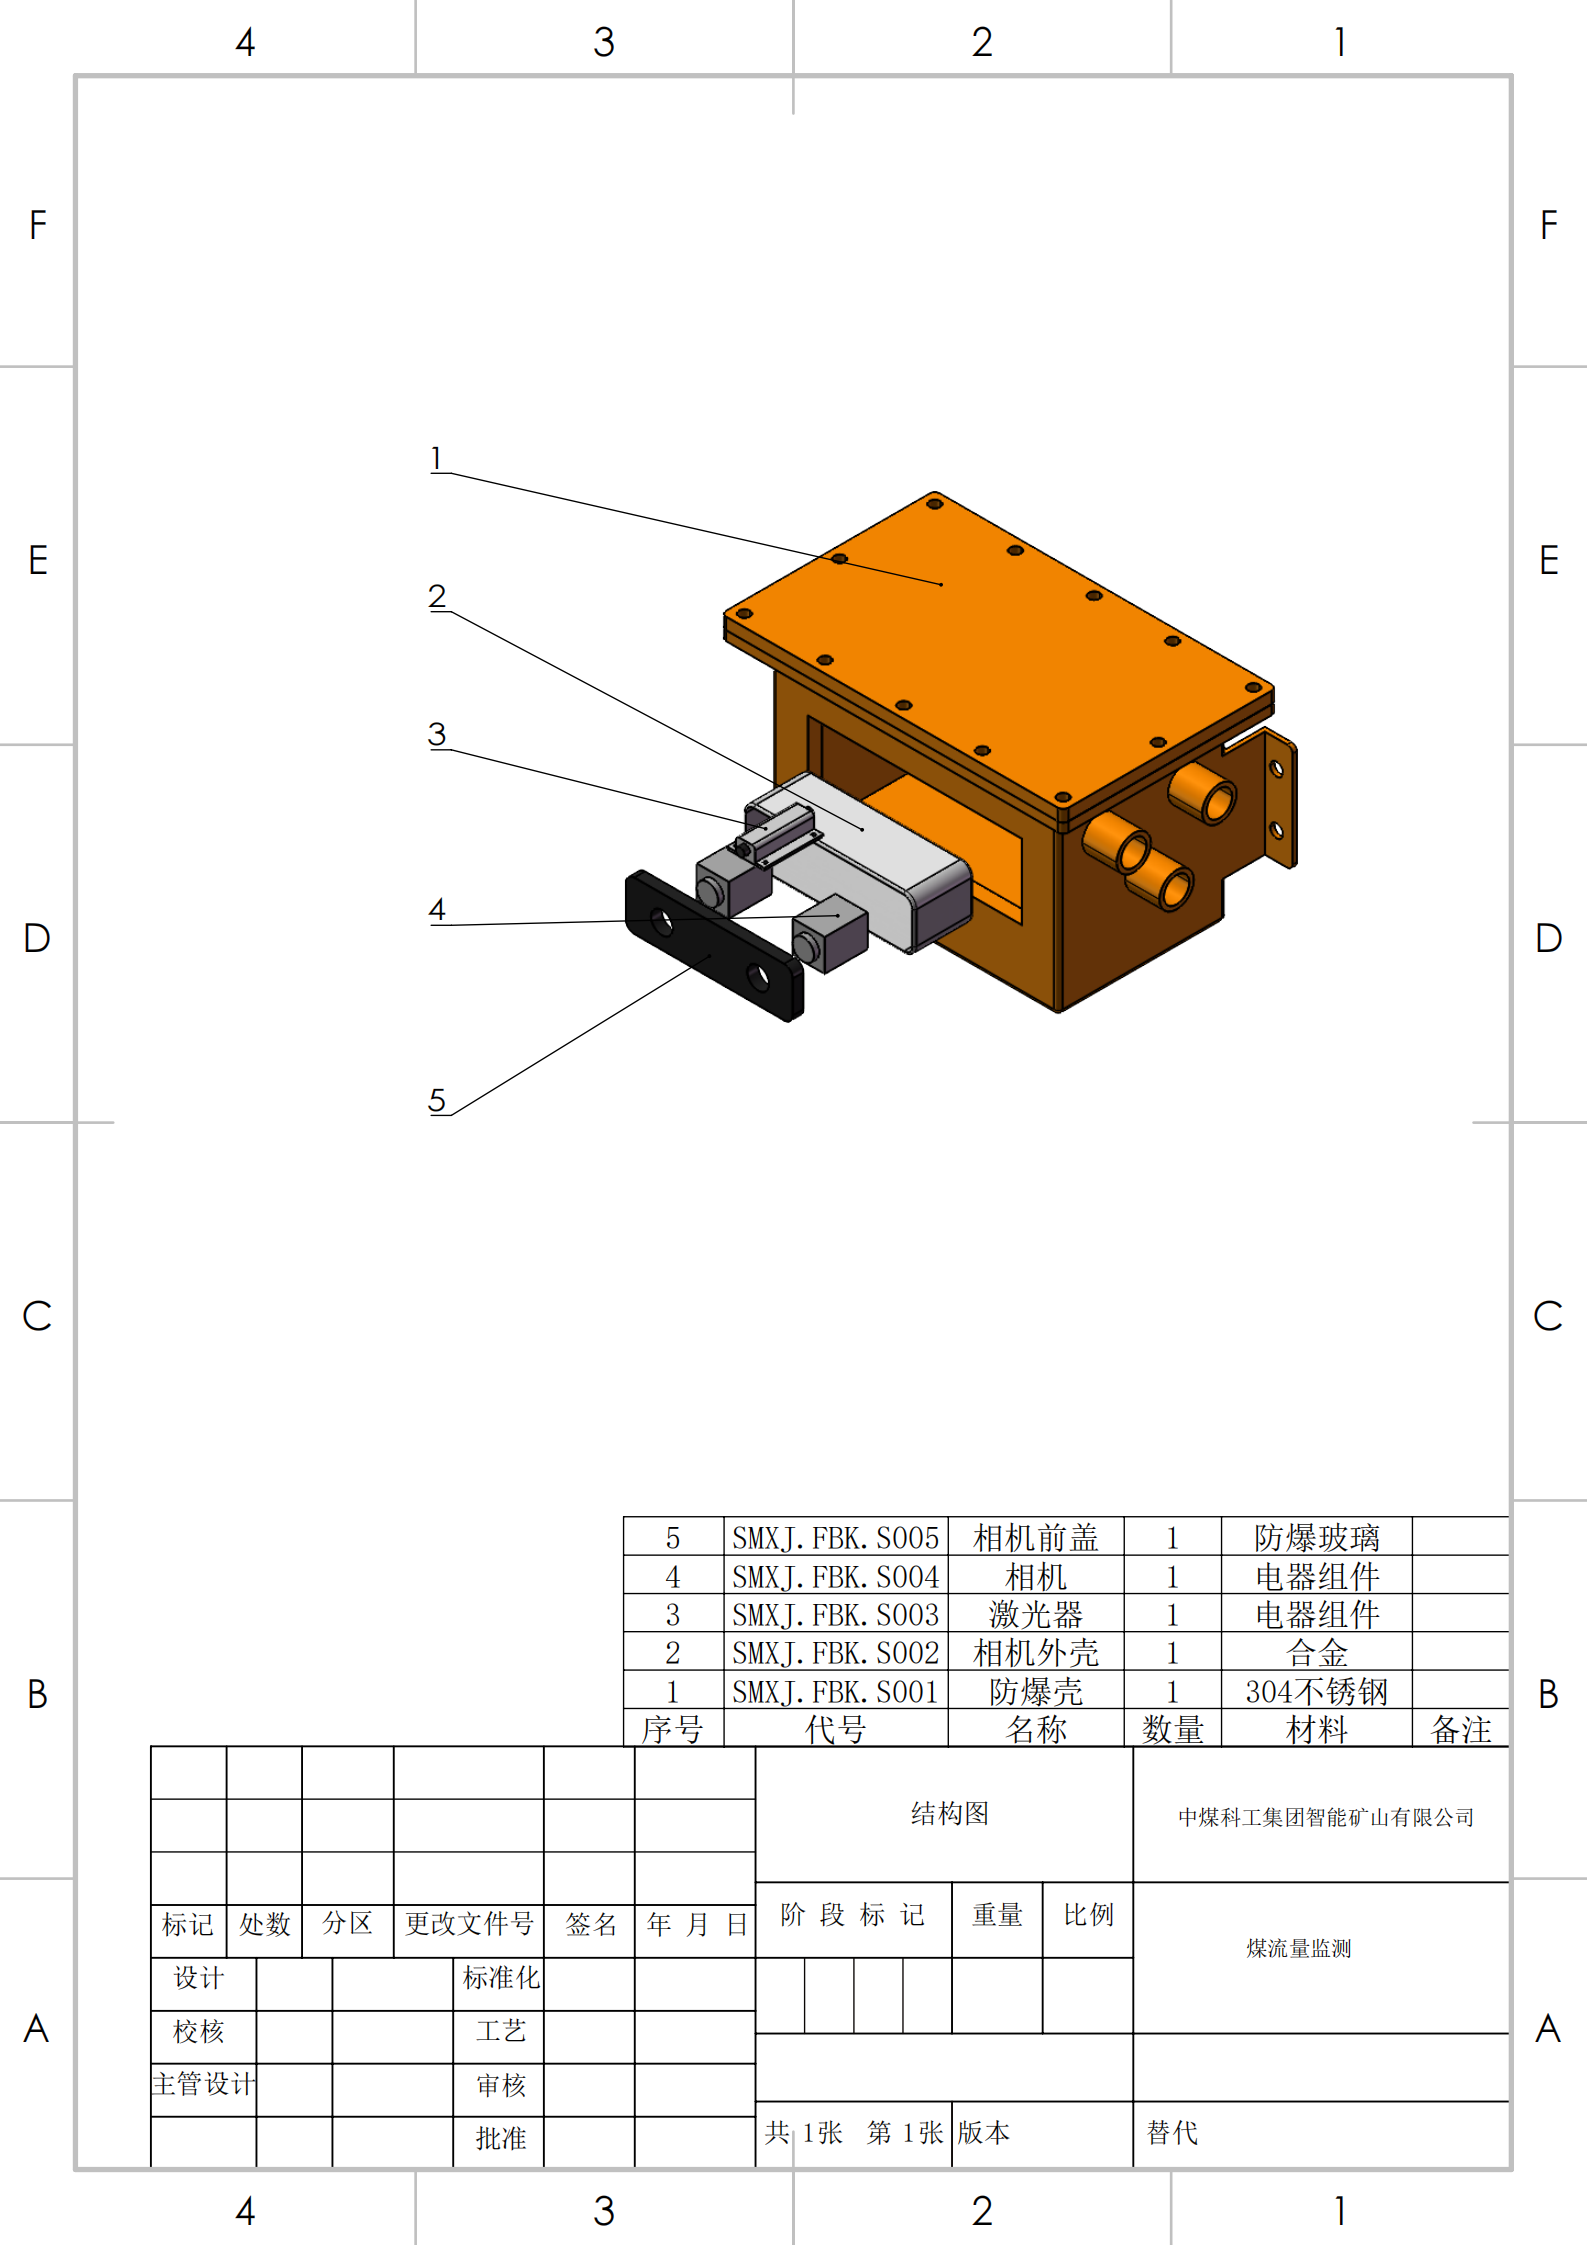 4 3 2 1
F F
E E
D D
C C
B B
A A
1
2
3
4
5
5 SMXJ.FBK.S005 相机前盖 1 防爆玻璃
4 SMXJ.FBK.S004 相机 1 电器组件
3 SMXJ.FBK.S003 激光器 1 电器组件
2 SMXJ.FBK.S002 相机外壳 1 合金
1 SMXJ.FBK.S001 防爆壳 1 304不锈钢
序号 代号 名称 数量 材料 备注
结构图 中煤科工集团智能矿山有限公司
标记 处数 分区 更改文件号 签名 年 月 日 阶 段 标 记 重量 比例
煤流量监测
设计 标准化
校核 工艺
主管设计 审核
批准 共 1张 第 1张 版本 替代
4 3 2 1